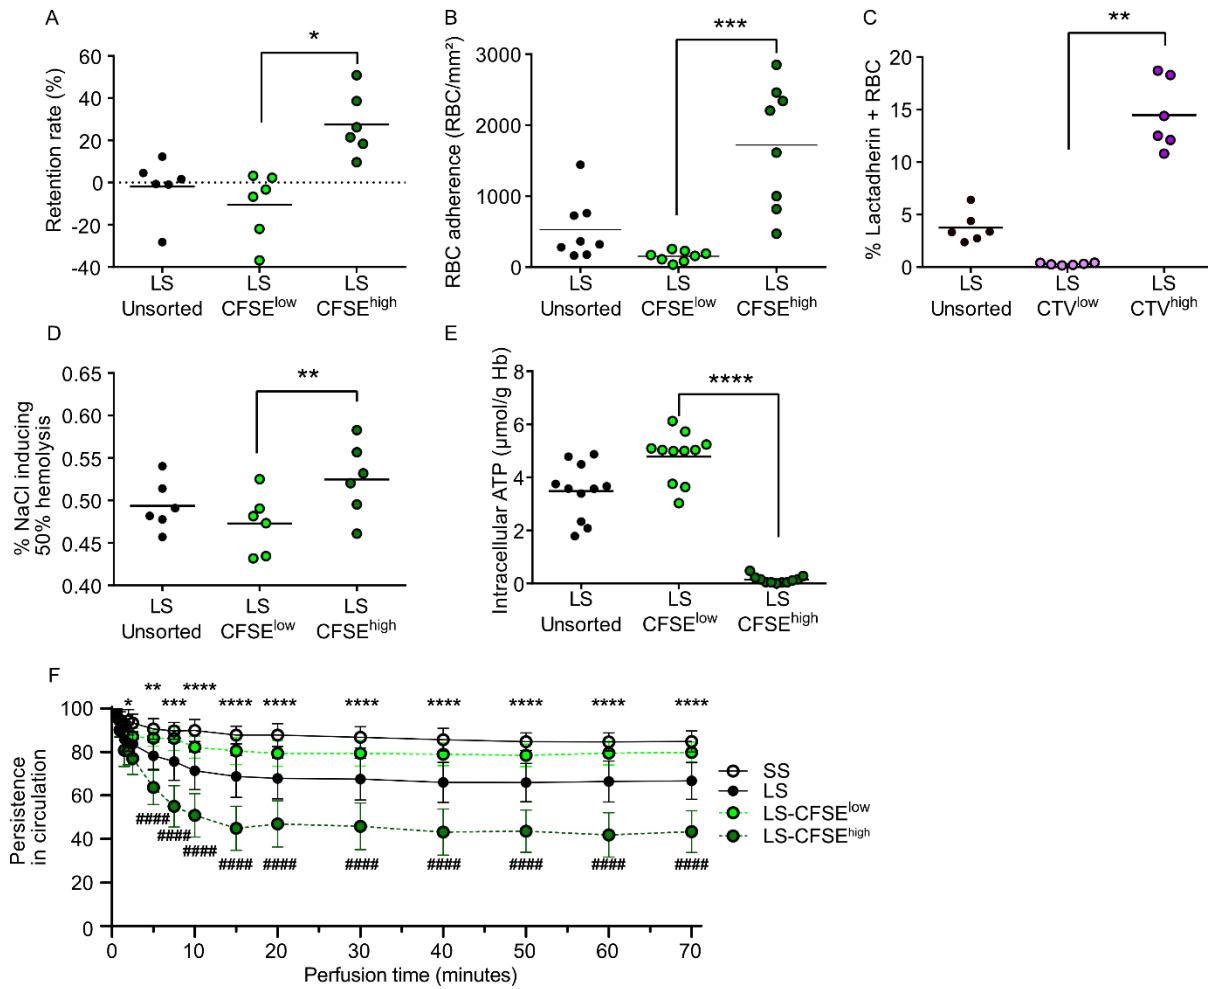 A
Retention rate (%)
60
40
20
0
-20
-40
*
LS
Unsorted
LS
CFSE^low
LS
CFSE^high
B
RBC adherence (RBC/mm²)
3000
2000
1000
0
***
LS
Unsorted
LS
CFSE^low
LS
CFSE^high
C
% Lactadherin + RBC
20
15
10
5
0
**
LS
Unsorted
LS
CTV^low
LS
CTV^high
D
% NaCl inducing
50% hemolysis
0.65
0.60
0.55
0.50
0.45
0.40
**
LS
Unsorted
LS
CFSE^low
LS
CFSE^high
E
Intracellular ATP (μmol/g Hb)
8
6
4
2
0
****
LS
Unsorted
LS
CFSE^low
LS
CFSE^high
F
Persistence
in circulation
100
80
60
40
20
0
* ** *** **** **** **** **** **** **** **** ****
#### #### #### #### #### #### #### #### #### ####
0 10 20 30 40 50 60 70
Perfusion time (minutes)
SS
LS
LS-CFSE^low
LS-CFSE^high